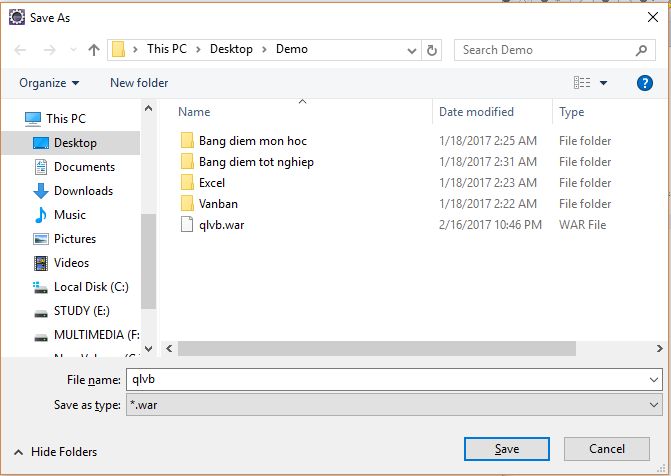 Save As
This PC > Desktop > Demo
Search Demo
Organize
New folder
This PC
Desktop
Documents
Downloads
Music
Pictures
Videos
Local Disk (C:)
STUDY (E:)
MULTIMEDIA (F:
Name Date modified Type
Bang diem mon hoc 1/18/2017 2:25 AM File folder
Bang diem tot nghiep 1/18/2017 2:31 AM File folder
Excel 1/18/2017 2:23 AM File folder
Vanban 1/18/2017 2:22 AM File folder
qlvb.war 2/16/2017 10:46 PM WAR File
File name: qlvb
Save as type: *.war
Hide Folders
Save
Cancel